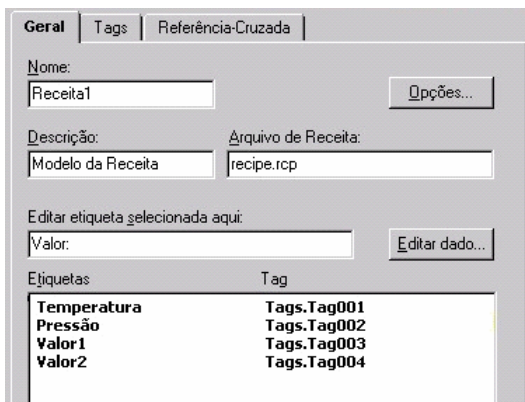 Geral Tags Referência-Cruzada
Nome:
Receita1 Opções...
Descrição: Arquivo de Receita:
Modelo da Receita recipe.rcp
Editar etiqueta selecionada aqui:
Valor: Editar dado...
Etiquetas Tag
Temperatura Tags.Tag001
Pressão Tags.Tag002
Valor1 Tags.Tag003
Valor2 Tags.Tag004